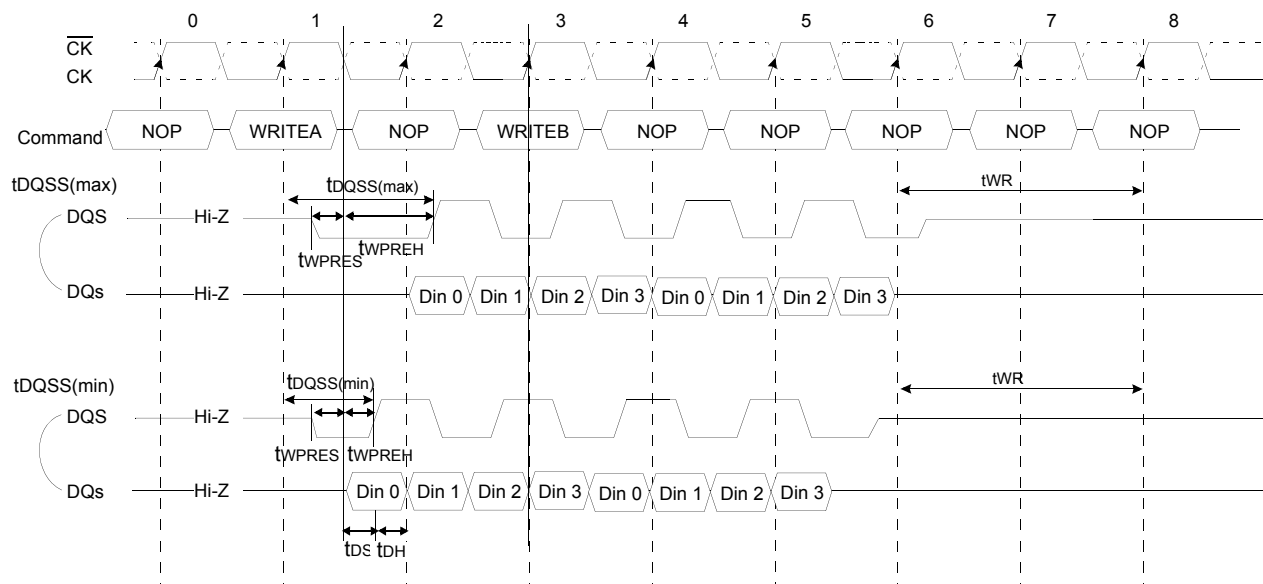 0 1 2 3 4 5 6 7 8
CK
CK
Command NOP WRITEA NOP WRITEB NOP NOP NOP NOP NOP
tDQSS(max) tDQSS(max) tWR
DQS Hi-Z
tWPRES tWPREH
DQs Hi-Z Din 0 Din 1 Din 2 Din 3 Din 0 Din 1 Din 2 Din 3
tDQSS(min) tDQSS(min) tWR
DQS Hi-Z
tWPRES tWPREH
DQs Hi-Z Din 0 Din 1 Din 2 Din 3 Din 0 Din 1 Din 2 Din 3
tDS tDH